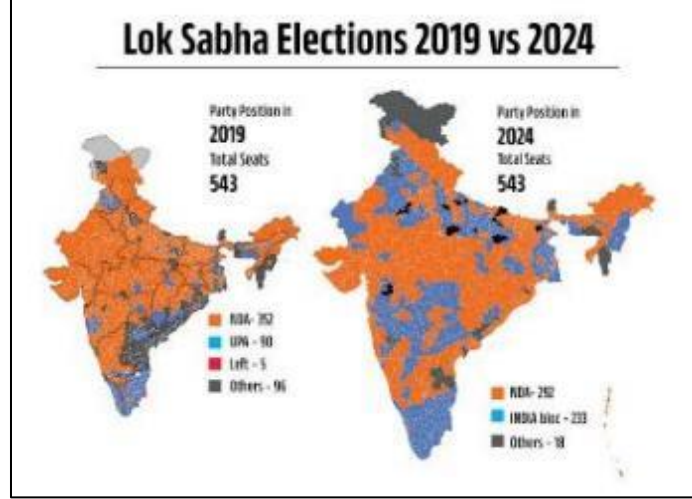 Lok Sabha Elections 2019 vs 2024
Party Position in
2019
Total Seats
543
Party Position in
2024
Total Seats
543
NDA- 352
UPA - 90
Left - 5
Others - 96
NDA- 292
INDIA bloc - 233
Others - 18